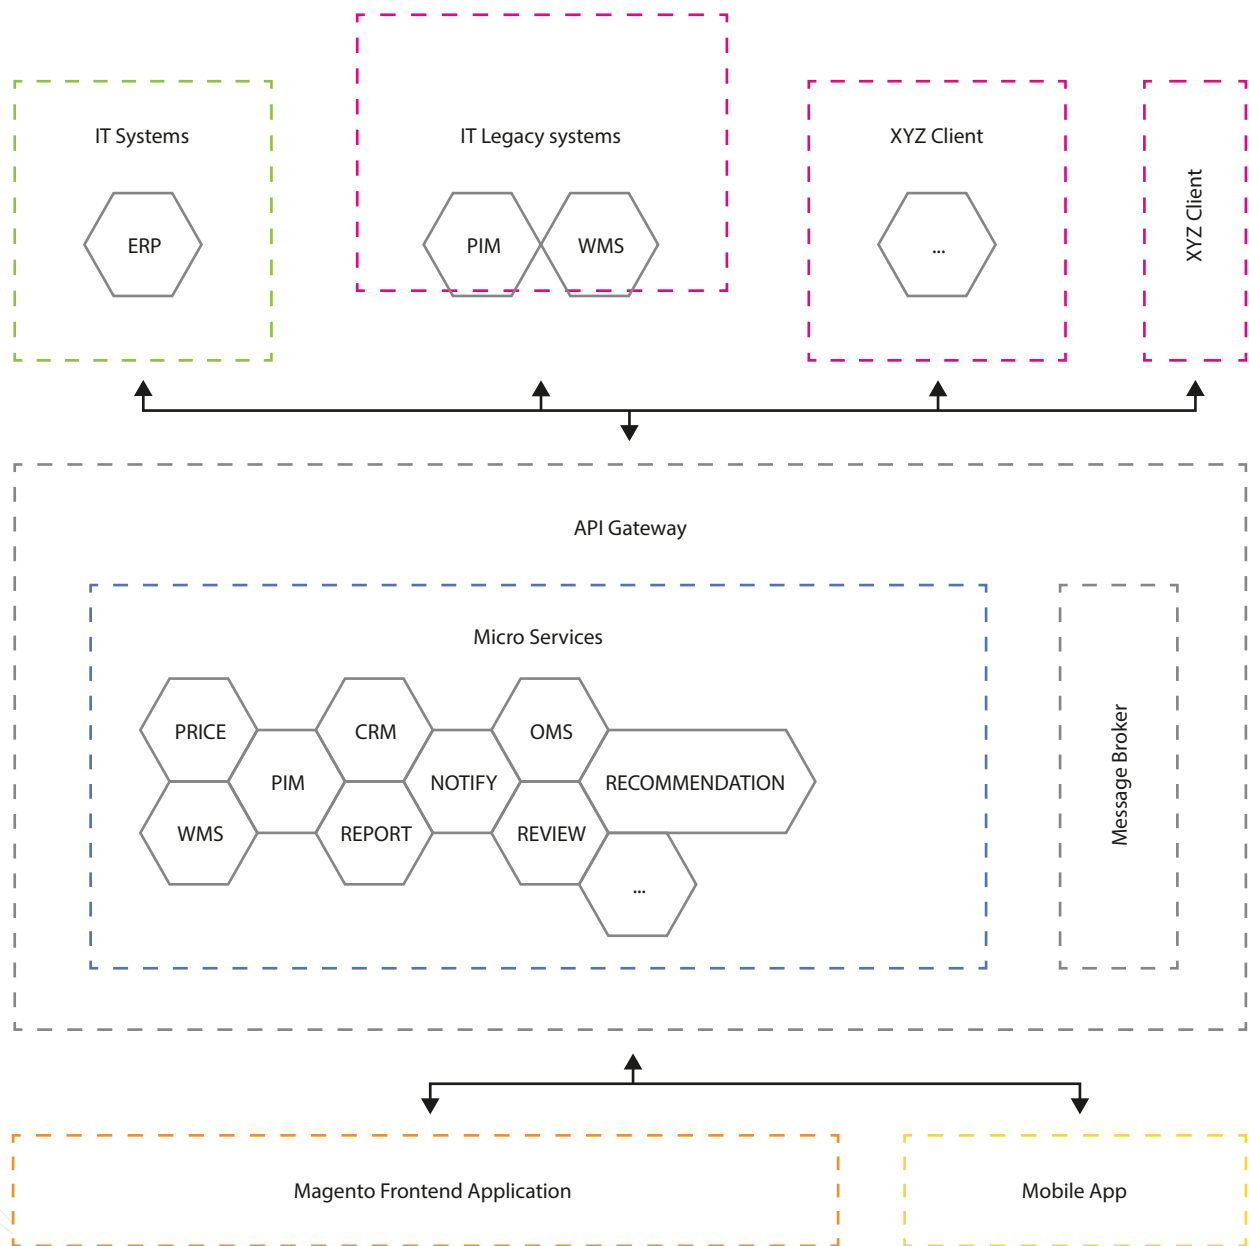 IT Systems
IT Legacy systems
XYZ Client
XYZ Client
ERP
PIM
WMS
...
API Gateway
Micro Services
Message Broker
PRICE
CRM
OMS
PIM
NOTIFY
RECOMMENDATION
WMS
REPORT
REVIEW
...
Magento Frontend Application
Mobile App